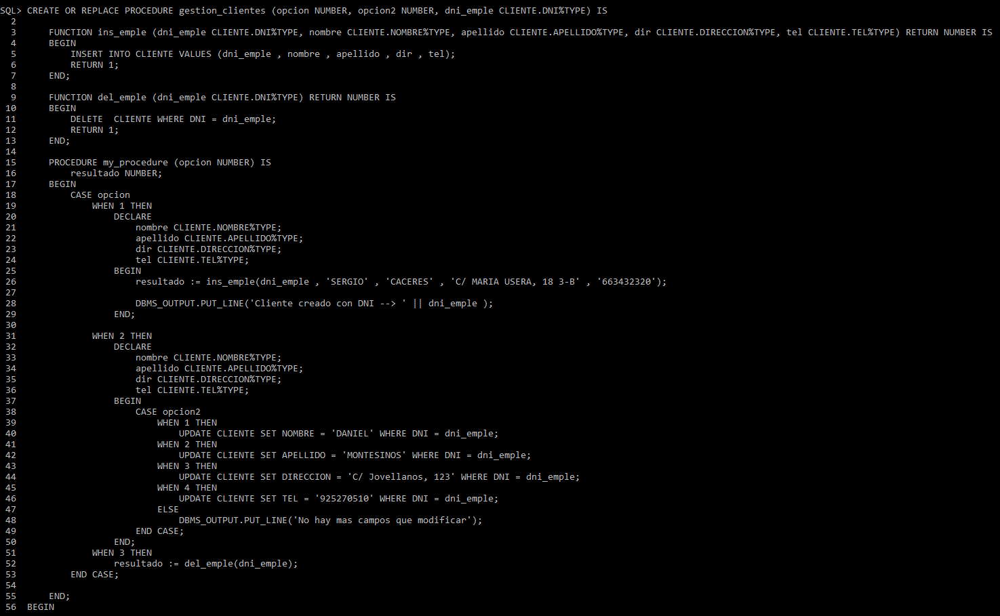 SQL> CREATE OR REPLACE PROCEDURE gestion_clientes (opcion NUMBER, opcion2 NUMBER, dni_emple CLIENTE.DNI%TYPE) IS
  2
  3      FUNCTION ins_emple (dni_emple CLIENTE.DNI%TYPE, nombre CLIENTE.NOMBRE%TYPE, apellido CLIENTE.APELLIDO%TYPE, dir CLIENTE.DIRECCION%TYPE, tel CLIENTE.TEL%TYPE) RETURN NUMBER IS
  4      BEGIN
  5          INSERT INTO CLIENTE VALUES (dni_emple , nombre , apellido , dir , tel);
  6          RETURN 1;
  7      END;
  8
  9      FUNCTION del_emple (dni_emple CLIENTE.DNI%TYPE) RETURN NUMBER IS
 10      BEGIN
 11          DELETE  CLIENTE WHERE DNI = dni_emple;
 12          RETURN 1;
 13      END;
 14
 15      PROCEDURE my_procedure (opcion NUMBER) IS
 16          resultado NUMBER;
 17      BEGIN
 18          CASE opcion
 19              WHEN 1 THEN
 20                  DECLARE
 21                      nombre CLIENTE.NOMBRE%TYPE;
 22                      apellido CLIENTE.APELLIDO%TYPE;
 23                      dir CLIENTE.DIRECCION%TYPE;
 24                      tel CLIENTE.TEL%TYPE;
 25                  BEGIN
 26                      resultado := ins_emple(dni_emple , 'SERGIO' , 'CACERES' , 'C/ MARIA USERA, 18 3-B' , '663432320');
 27
 28                      DBMS_OUTPUT.PUT_LINE('Cliente creado con DNI --> ' || dni_emple );
 29                  END;
 30
 31              WHEN 2 THEN
 32                  DECLARE
 33                      nombre CLIENTE.NOMBRE%TYPE;
 34                      apellido CLIENTE.APELLIDO%TYPE;
 35                      dir CLIENTE.DIRECCION%TYPE;
 36                      tel CLIENTE.TEL%TYPE;
 37                  BEGIN
 38                      CASE opcion2
 39                          WHEN 1 THEN
 40                              UPDATE CLIENTE SET NOMBRE = 'DANIEL' WHERE DNI = dni_emple;
 41                          WHEN 2 THEN
 42                              UPDATE CLIENTE SET APELLIDO = 'MONTESINOS' WHERE DNI = dni_emple;
 43                          WHEN 3 THEN
 44                              UPDATE CLIENTE SET DIRECCION = 'C/ Jovellanos, 123' WHERE DNI = dni_emple;
 45                          WHEN 4 THEN
 46                              UPDATE CLIENTE SET TEL = '925270510' WHERE DNI = dni_emple;
 47                          ELSE
 48                              DBMS_OUTPUT.PUT_LINE('No hay mas campos que modificar');
 49                      END CASE;
 50                  END;
 51              WHEN 3 THEN
 52                  resultado := del_emple(dni_emple);
 53          END CASE;
 54
 55      END;
 56  BEGIN